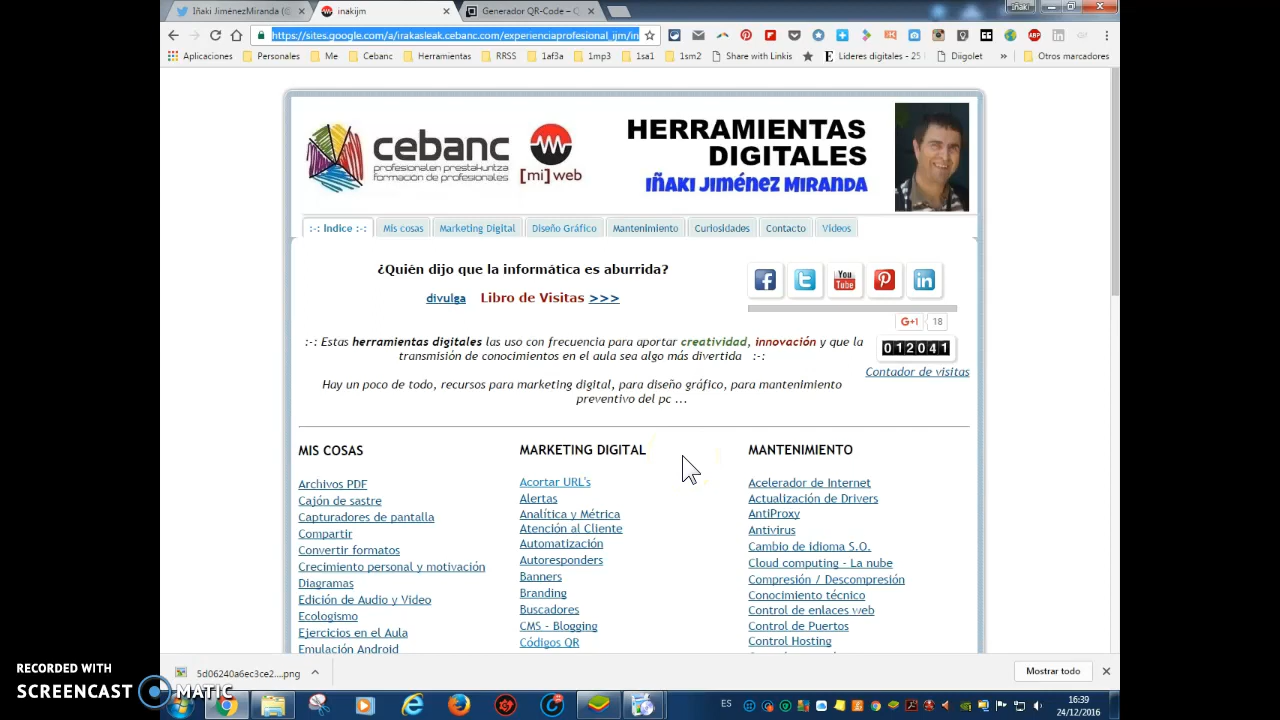 Iñaki JiménezMiranda (@
inakijm
Generador QR-Code – Q
iñaki
https://sites.google.com/a/irakasleak.cebanc.com/experienciaprofesional_ijm/in
Aplicaciones
Personales
Me
Cebanc
Herramientas
RRSS
1af3a
1mp3
1sa1
1sm2
Share with Linkis
Líderes digitales - 25
Diigolet
»
Otros marcadores
cebanc
profesionalen prestakuntza
formación de profesionales
[mi] web
HERRAMIENTAS
DIGITALES
Iñaki Jiménez Miranda
:-: Indice :-:
Mis cosas
Marketing Digital
Diseño Gráfico
Mantenimiento
Curiosidades
Contacto
Videos
¿Quién dijo que la informática es aburrida?
divulga Libro de Visitas >>>
You
Tube
G+1 18
:-: Estas herramientas digitales las uso con frecuencia para aportar creatividad, innovación y que la
transmisión de conocimientos en el aula sea algo más divertida :-:
012041
Contador de visitas
Hay un poco de todo, recursos para marketing digital, para diseño gráfico, para mantenimiento
preventivo del pc ...
MIS COSAS
Archivos PDF
Cajón de sastre
Capturadores de pantalla
Compartir
Convertir formatos
Crecimiento personal y motivación
Diagramas
Edición de Audio y Video
Ecologismo
Ejercicios en el Aula
Emulación Android
MARKETING DIGITAL
Acortar URL's
Alertas
Analítica y Métrica
Atención al Cliente
Automatización
Autoresponders
Banners
Branding
Buscadores
CMS - Blogging
Códigos QR
MANTENIMIENTO
Acelerador de Internet
Actualización de Drivers
AntiProxy
Antivirus
Cambio de idioma S.O.
Cloud computing - La nube
Compresión / Descompresión
Conocimiento técnico
Control de enlaces web
Control de Puertos
Control Hosting
5d06240a6ec3ce2....png
Mostrar todo
RECORDED WITH
SCREENCAST MATIC
ES
16:39
24/12/2016